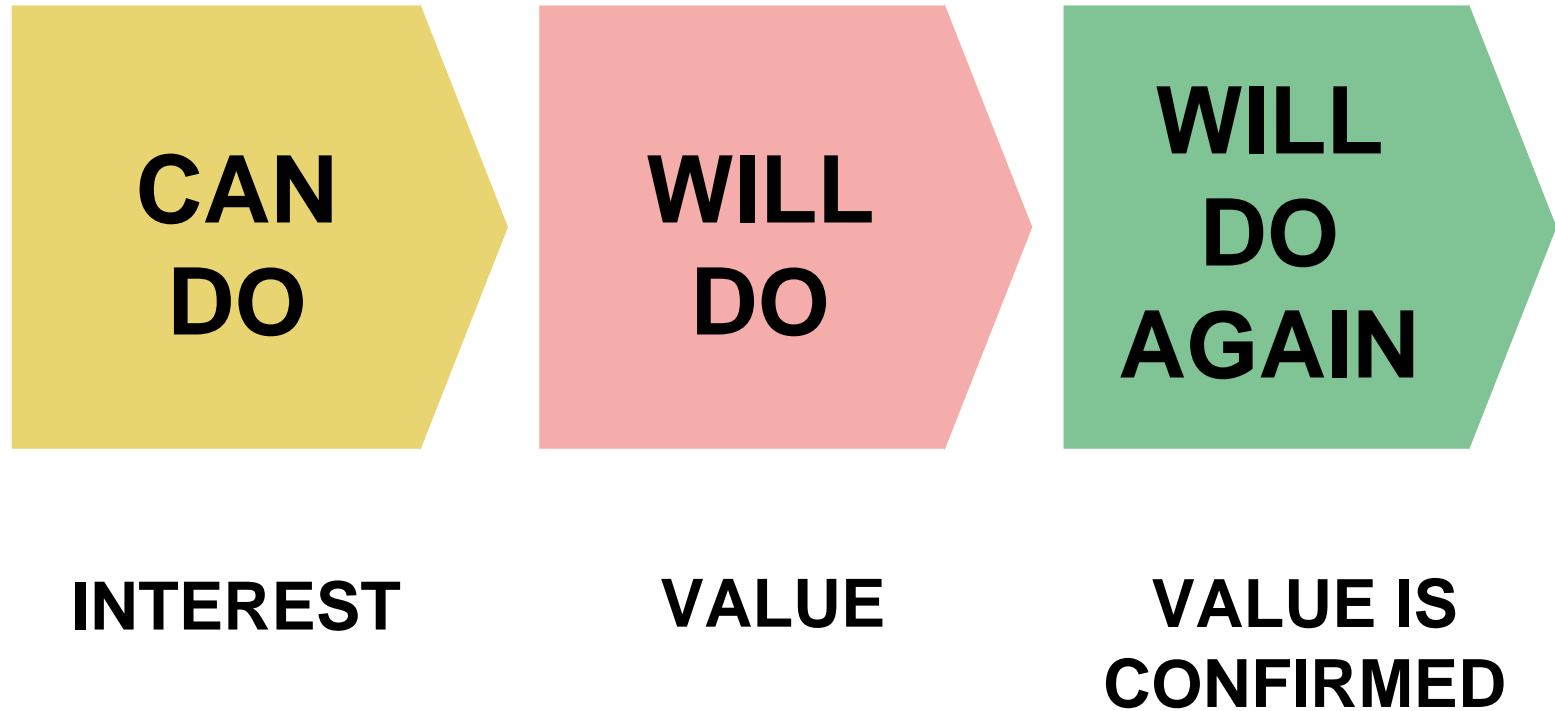 CAN
DO
WILL
DO
WILL
DO
AGAIN
INTEREST
VALUE
VALUE IS
CONFIRMED